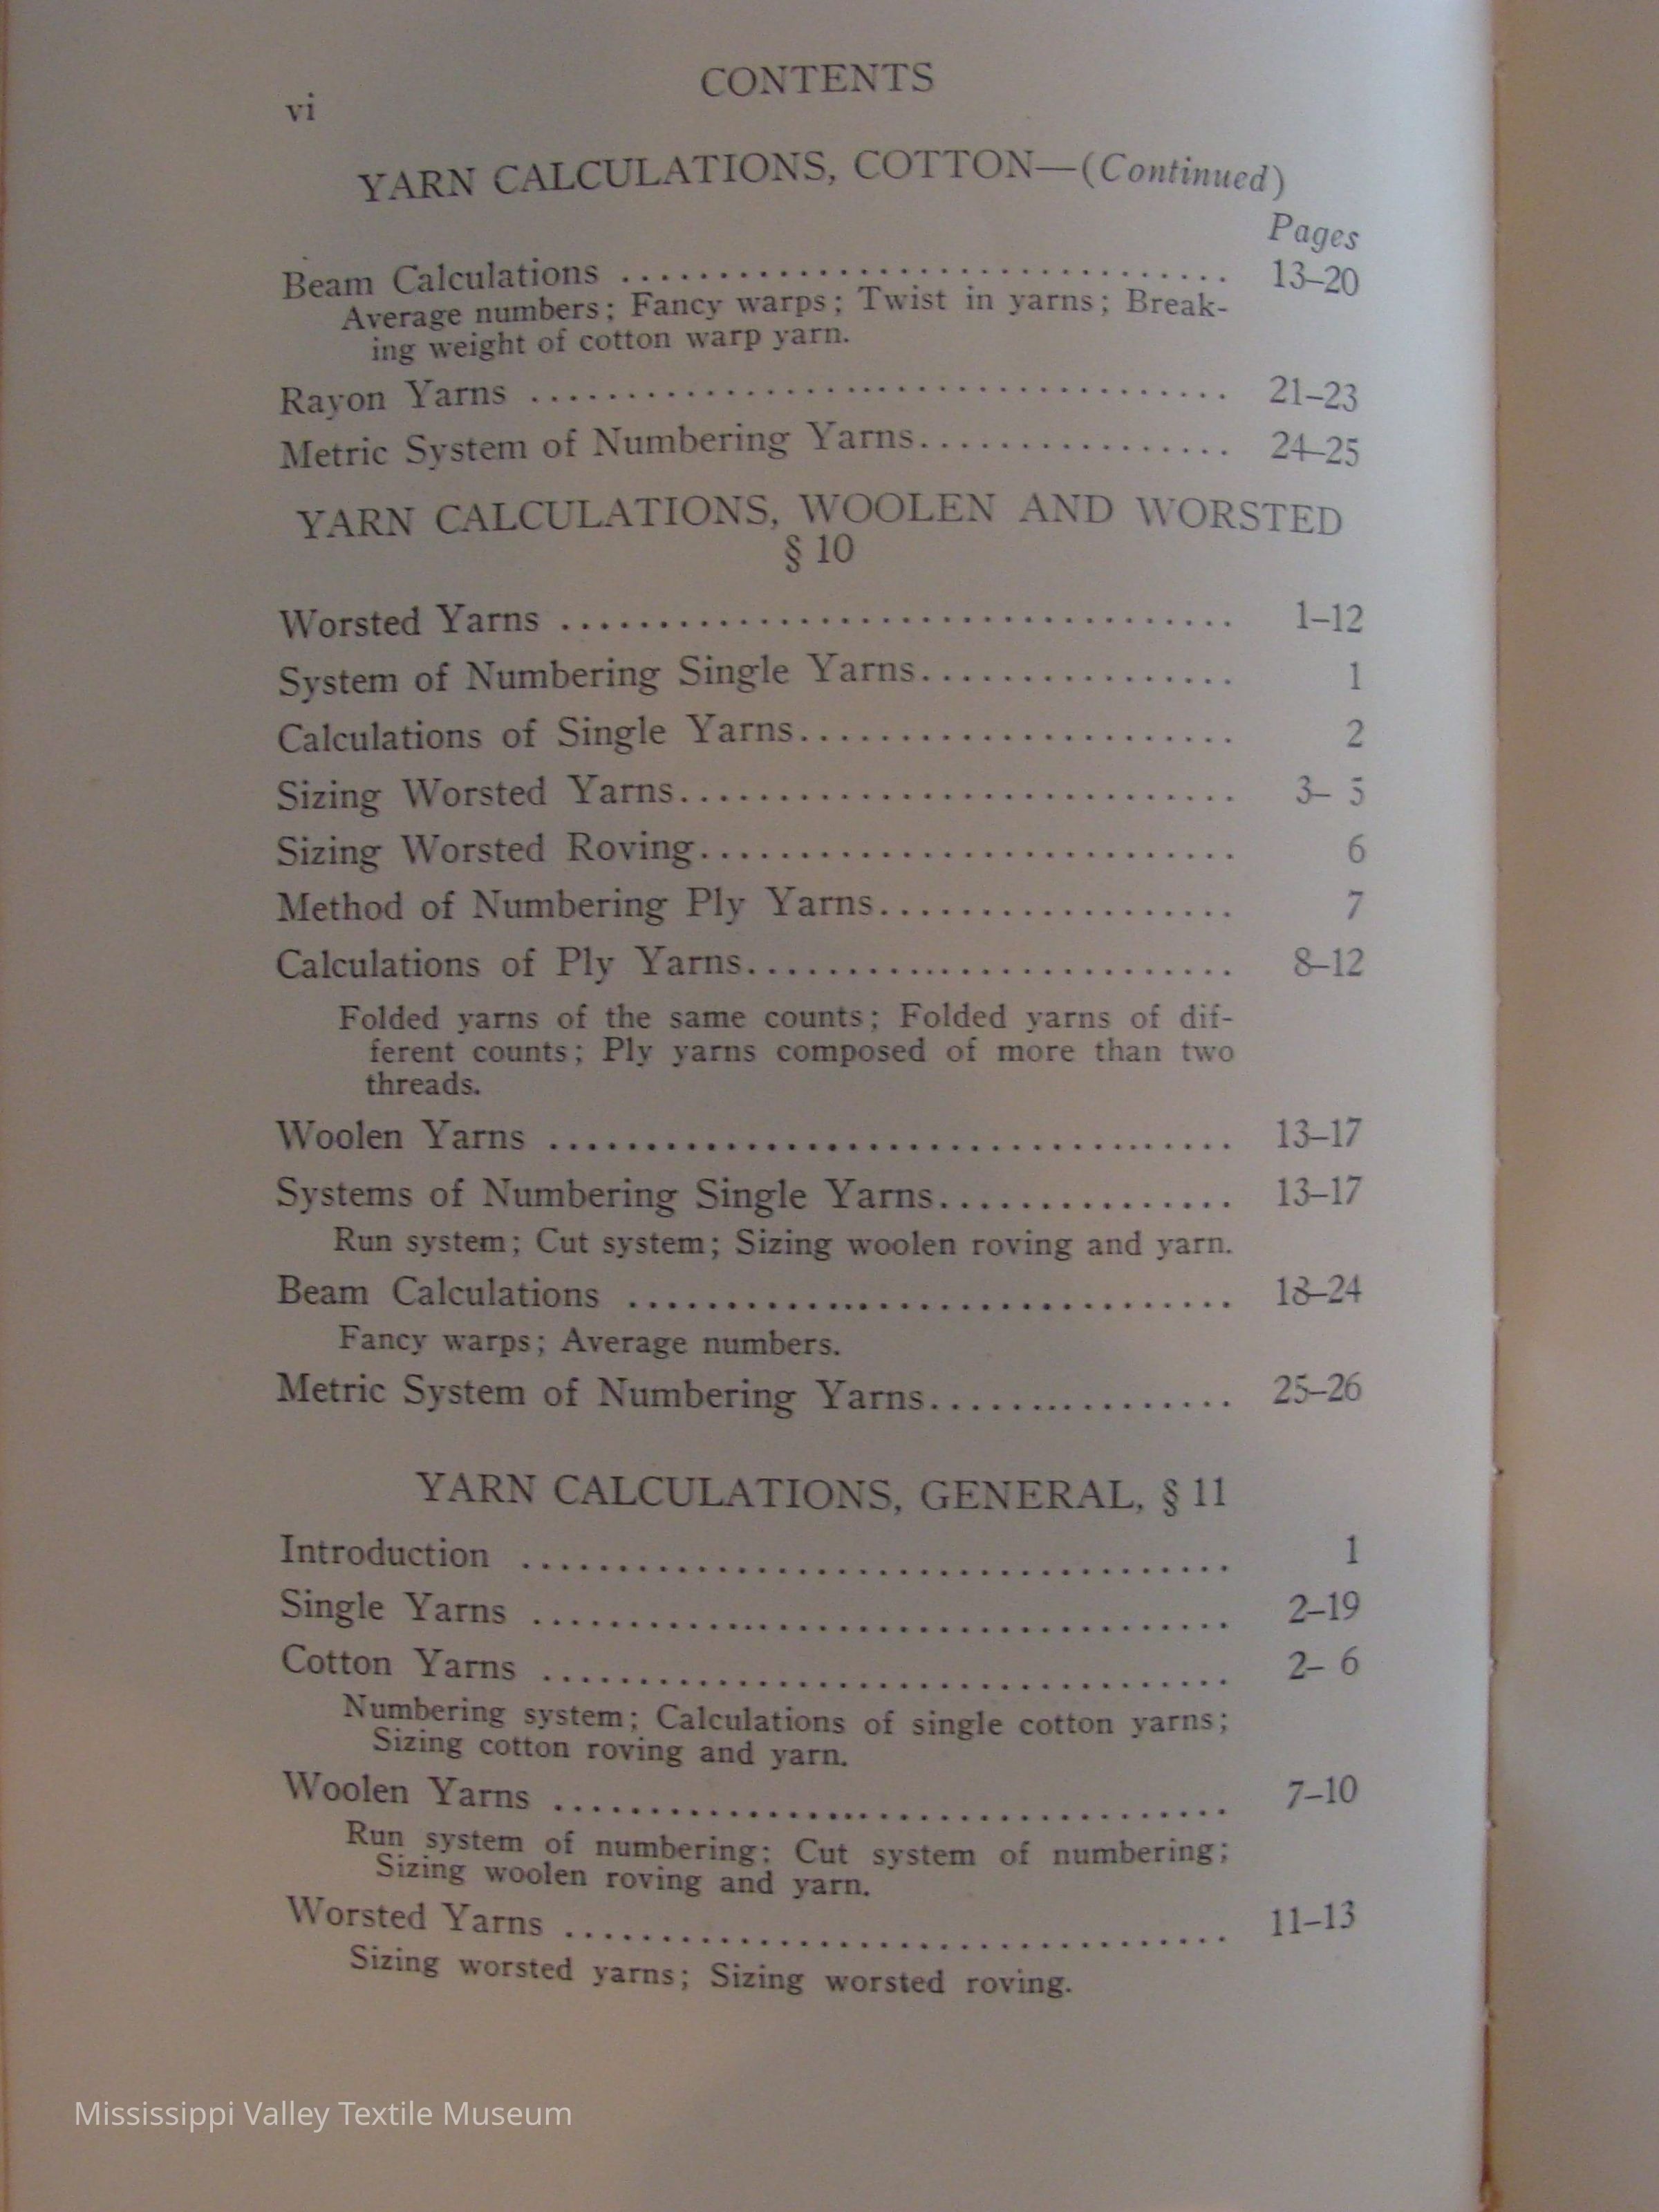 vi
CONTENTS
YARN CALCULATIONS, COTTON—(Continued)
Pages
Beam Calculations .............................. 13–20
Average numbers; Fancy warps; Twist in yarns; Break-
ing weight of cotton warp yarn.
Rayon Yarns .............................. 21–23
Metric System of Numbering Yarns................ 24–25
YARN CALCULATIONS, WOOLEN AND WORSTED
§ 10
Worsted Yarns .............................. 1–12
System of Numbering Single Yarns................ 1
Calculations of Single Yarns...................... 2
Sizing Worsted Yarns............................ 3– 5
Sizing Worsted Roving........................... 6
Method of Numbering Ply Yarns.................. 7
Calculations of Ply Yarns......................... 8–12
Folded yarns of the same counts; Folded yarns of dif-
ferent counts; Ply yarns composed of more than two
threads.
Woolen Yarns .............................. 13–17
Systems of Numbering Single Yarns............... 13–17
Run system; Cut system; Sizing woolen roving and yarn.
Beam Calculations .............................. 18–24
Fancy warps; Average numbers.
Metric System of Numbering Yarns................ 25–26
YARN CALCULATIONS, GENERAL, § 11
Introduction .............................. 1
Single Yarns .............................. 2–19
Cotton Yarns .............................. 2– 6
Numbering system; Calculations of single cotton yarns;
Sizing cotton roving and yarn.
Woolen Yarns .............................. 7–10
Run system of numbering; Cut system of numbering;
Sizing woolen roving and yarn.
Worsted Yarns .............................. 11–13
Sizing worsted yarns; Sizing worsted roving.
Mississippi Valley Textile Museum